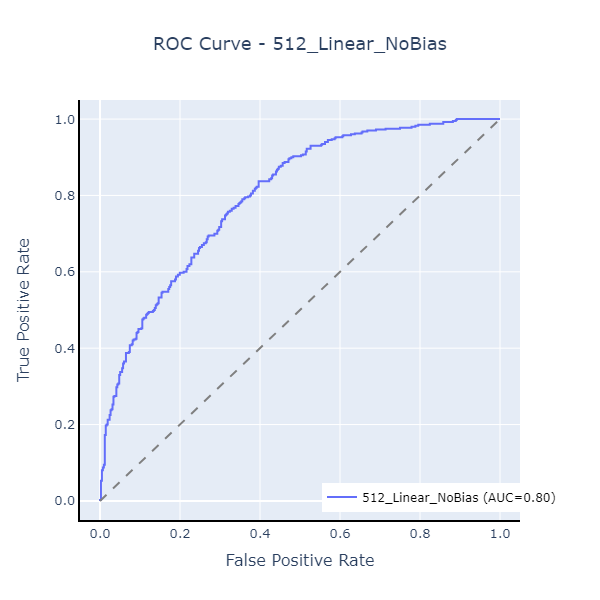 ROC Curve - 512_Linear_NoBias
True Positive Rate
1.0
0.8
0.6
0.4
0.2
0.0
512_Linear_NoBias (AUC=0.80)
0.0 0.2 0.4 0.6 0.8 1.0
False Positive Rate